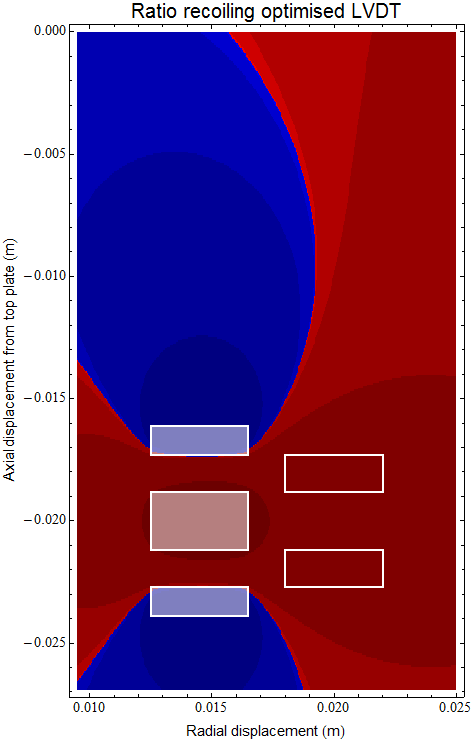 Ratio recoiling optimised LVDT
0.000
−0.005
−0.010
−0.015
−0.020
−0.025
Axial displacement from top plate (m)
0.010 0.015 0.020 0.025
Radial displacement (m)